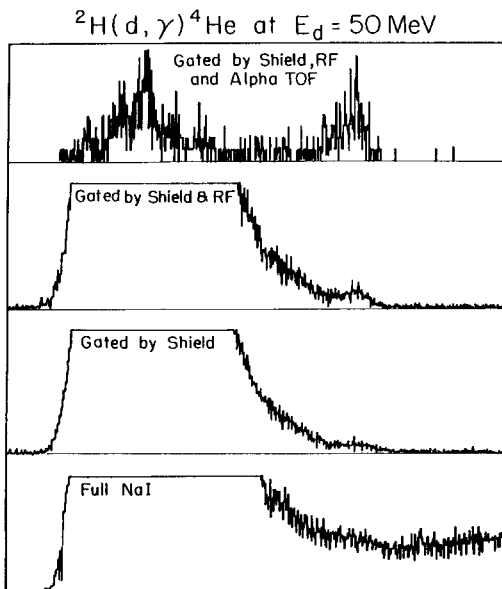 ²H(d, γ)⁴He at E_d = 50 MeV
Gated by Shield, RF
and Alpha TOF
Gated by Shield & RF
Gated by Shield
Full NaI